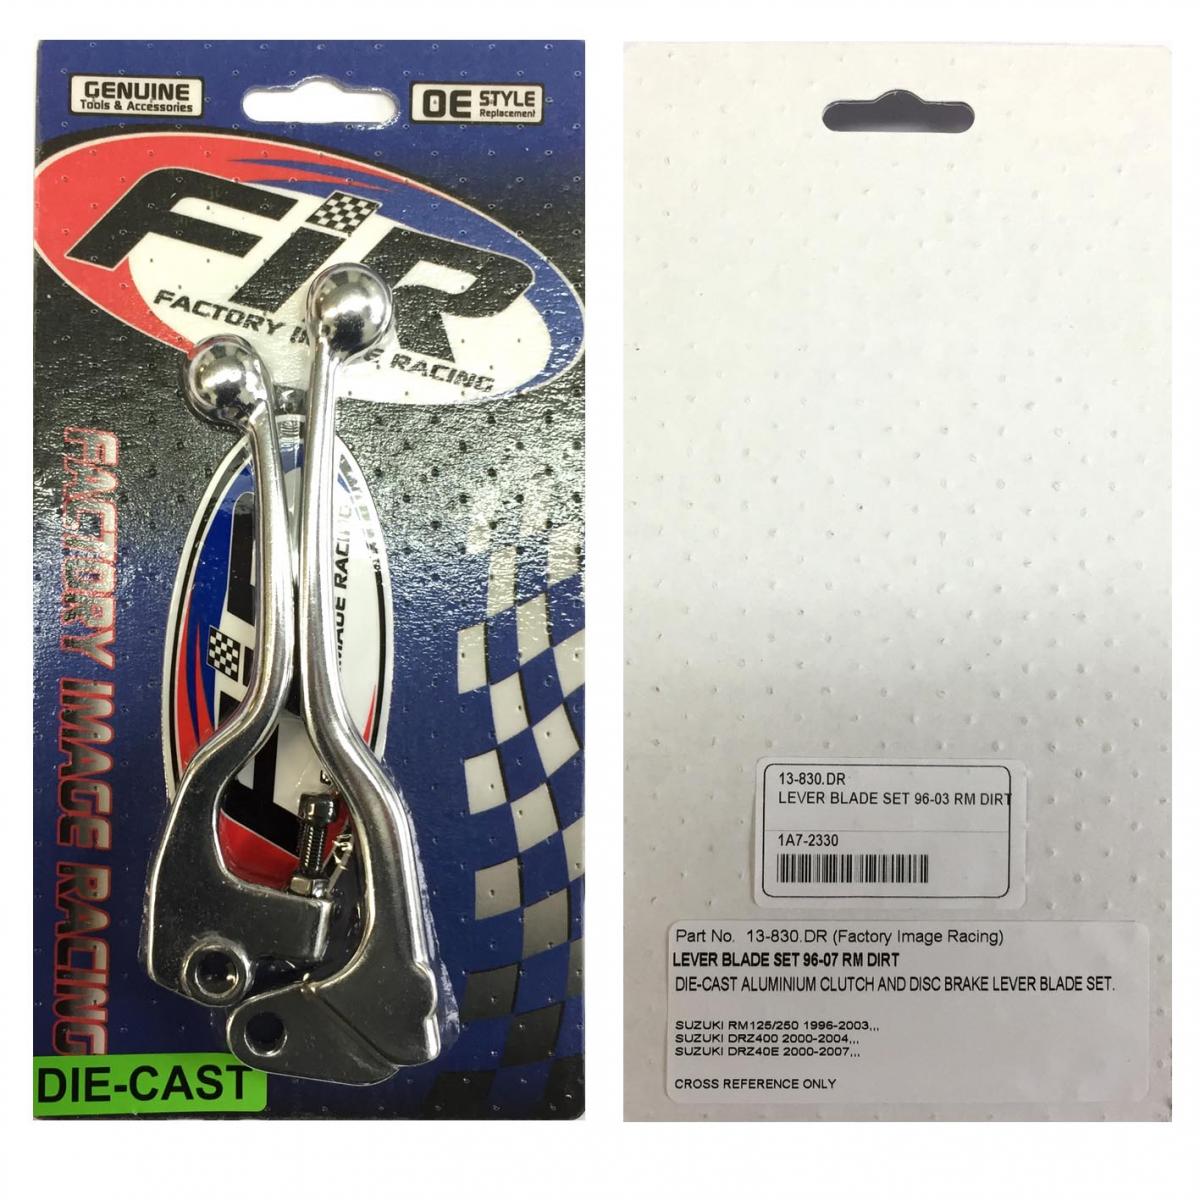 GENUINE
Tools & Accessories
OE STYLE
Replacement
FIR
FACTORY IMAGE RACING
FACTORY IMAGE RACING
DIE-CAST
13-830.DR
LEVER BLADE SET 96-03 RM DIRT
1A7-2330
Part No. 13-830.DR (Factory Image Racing)
LEVER BLADE SET 96-07 RM DIRT
DIE-CAST ALUMINIUM CLUTCH AND DISC BRAKE LEVER BLADE SET.
SUZUKI RM125/250 1996-2003,,,
SUZUKI DRZ400 2000-2004,,,
SUZUKI DRZ40E 2000-2007,,,
CROSS REFERENCE ONLY